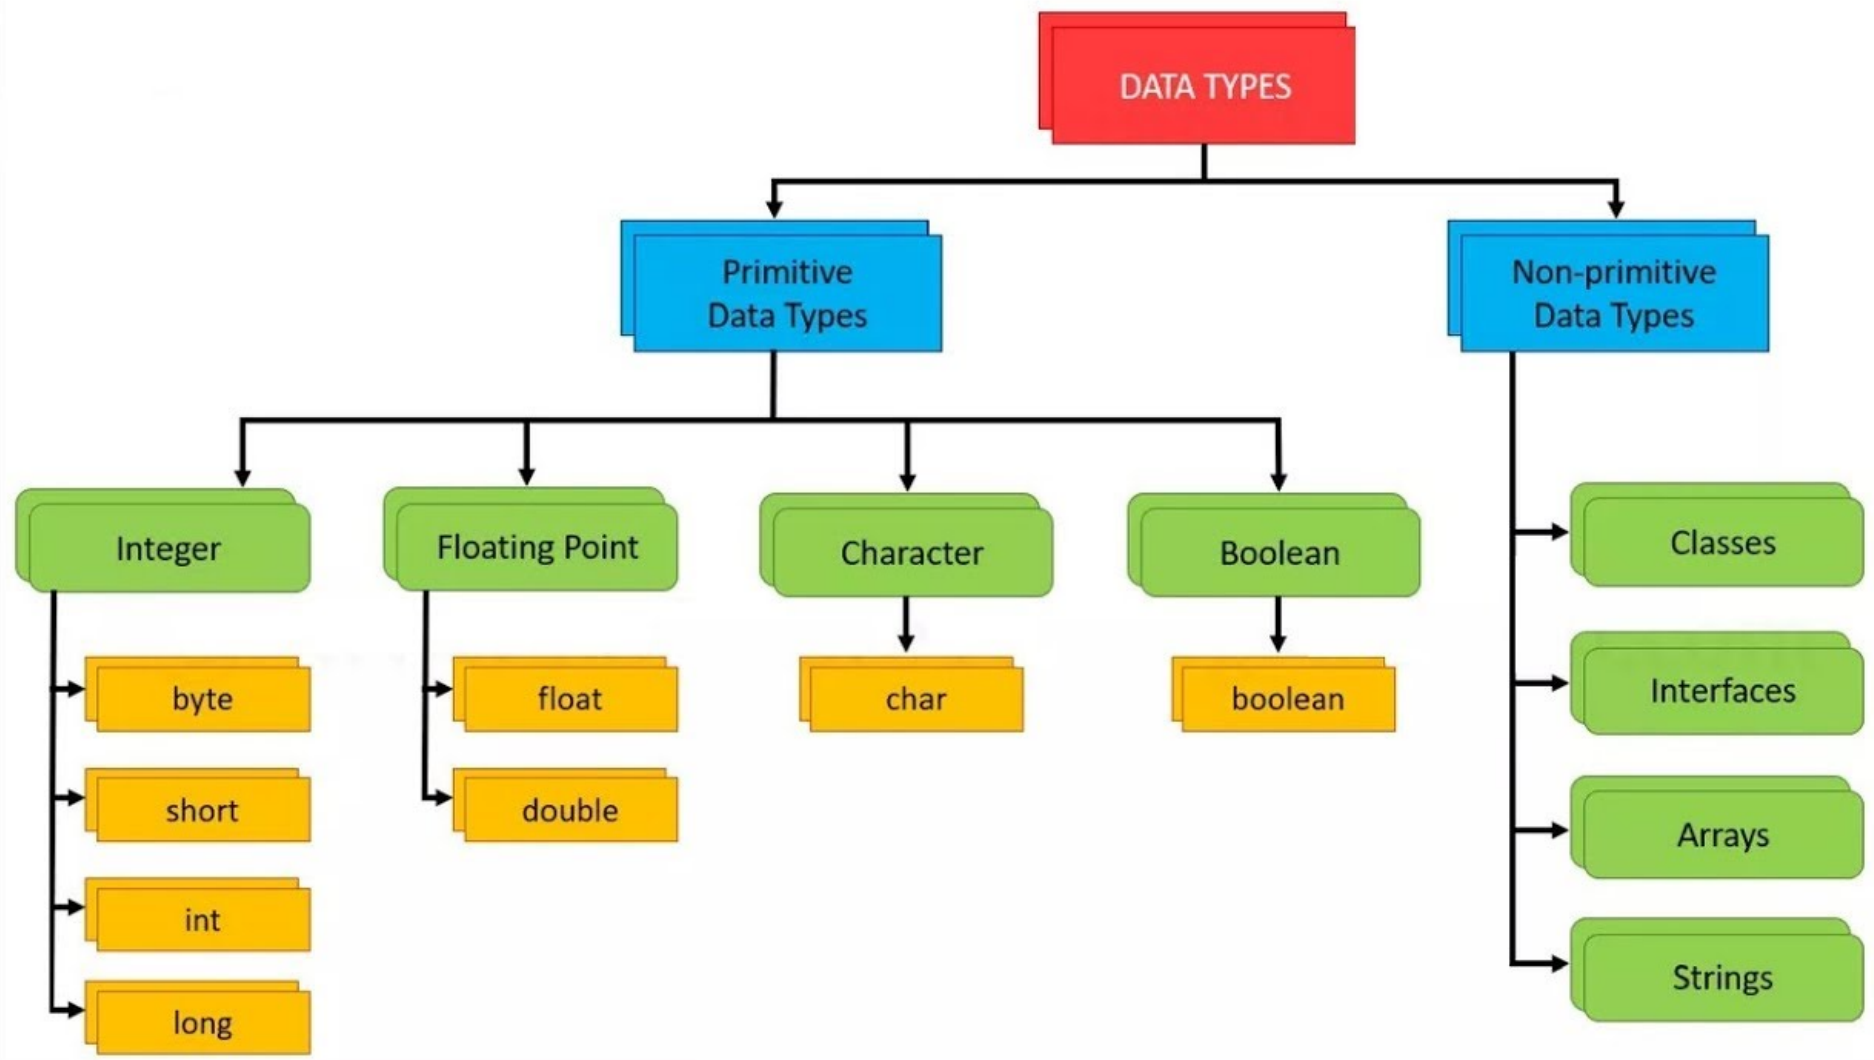 DATA TYPES
Primitive
Data Types
Non-primitive
Data Types
Integer
Floating Point
Character
Boolean
Classes
Interfaces
Arrays
Strings
byte
short
int
long
float
double
char
boolean